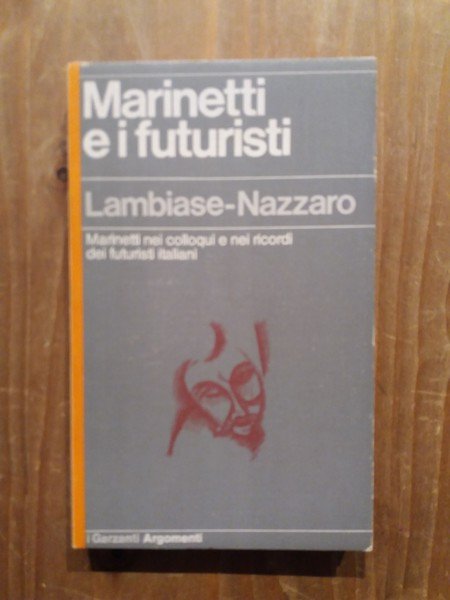 Marinetti
e i futuristi
Lambiase-Nazzaro
Marinetti nei colloqui e nei ricordi
dei futuristi italiani
i Garzanti Argomenti